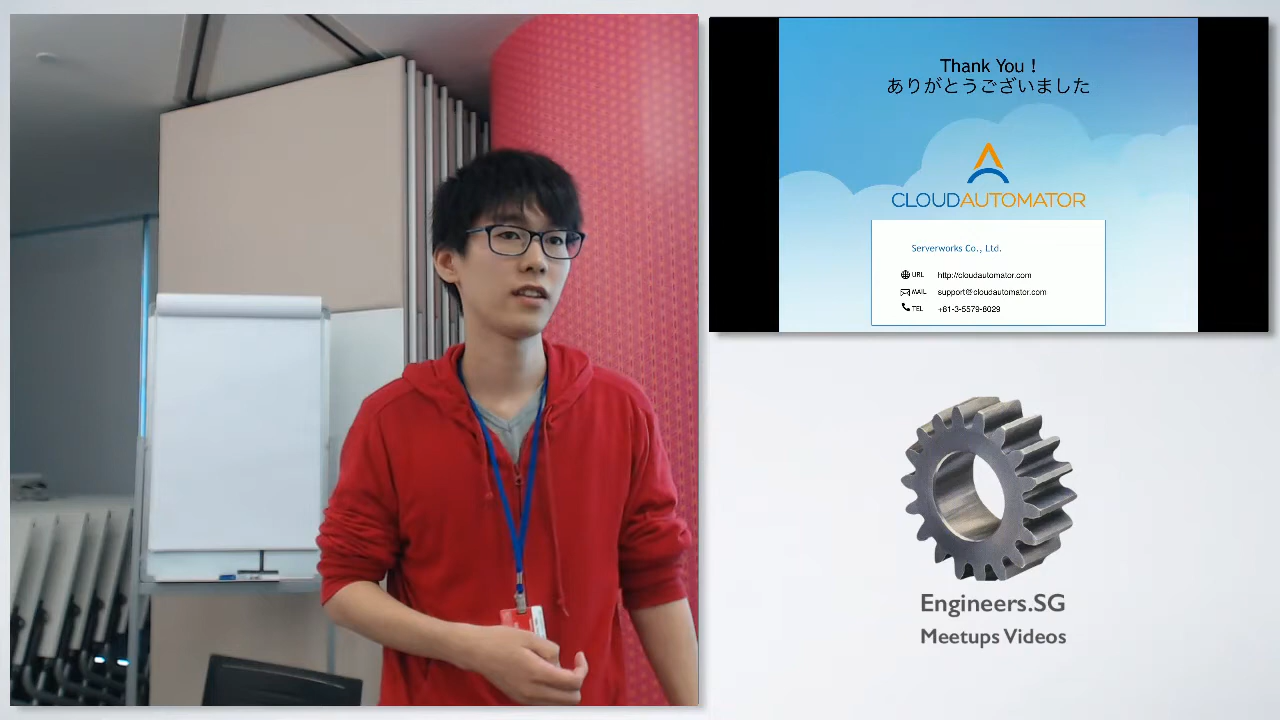 Thank You !
ありがとうございました
CLOUDAUTOMATOR
Serverworks Co., Ltd.
URL http://cloudautomator.com
MAIL support@cloudautomator.com
TEL +81-3-5579-8029
Engineers.SG
Meetups Videos